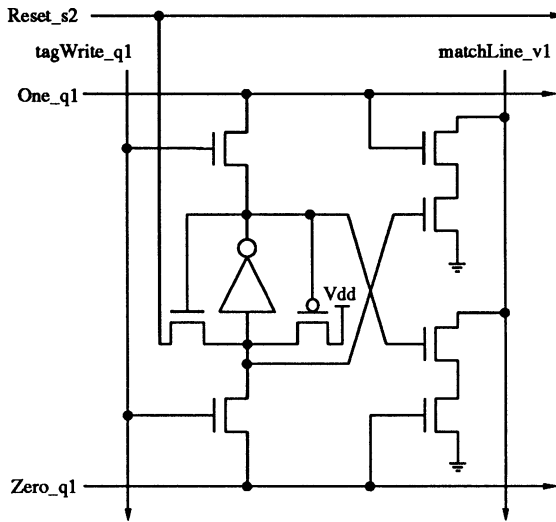 Reset_s2
tagWrite_q1
matchLine_v1
One_q1
Vdd
Zero_q1